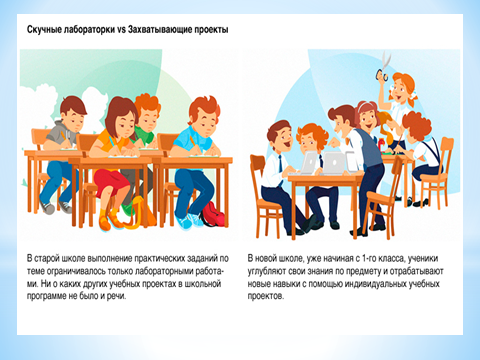 Скучные лабораторки vs Захватывающие проекты
В старой школе выполнение практических заданий по
теме ограничивалось только лабораторными работа-
ми. Ни о каких других учебных проектах в школьной
программе не было и речи.
В новой школе, уже начиная с 1-го класса, ученики
углубляют свои знания по предмету и отрабатывают
новые навыки с помощью индивидуальных учебных
проектов.